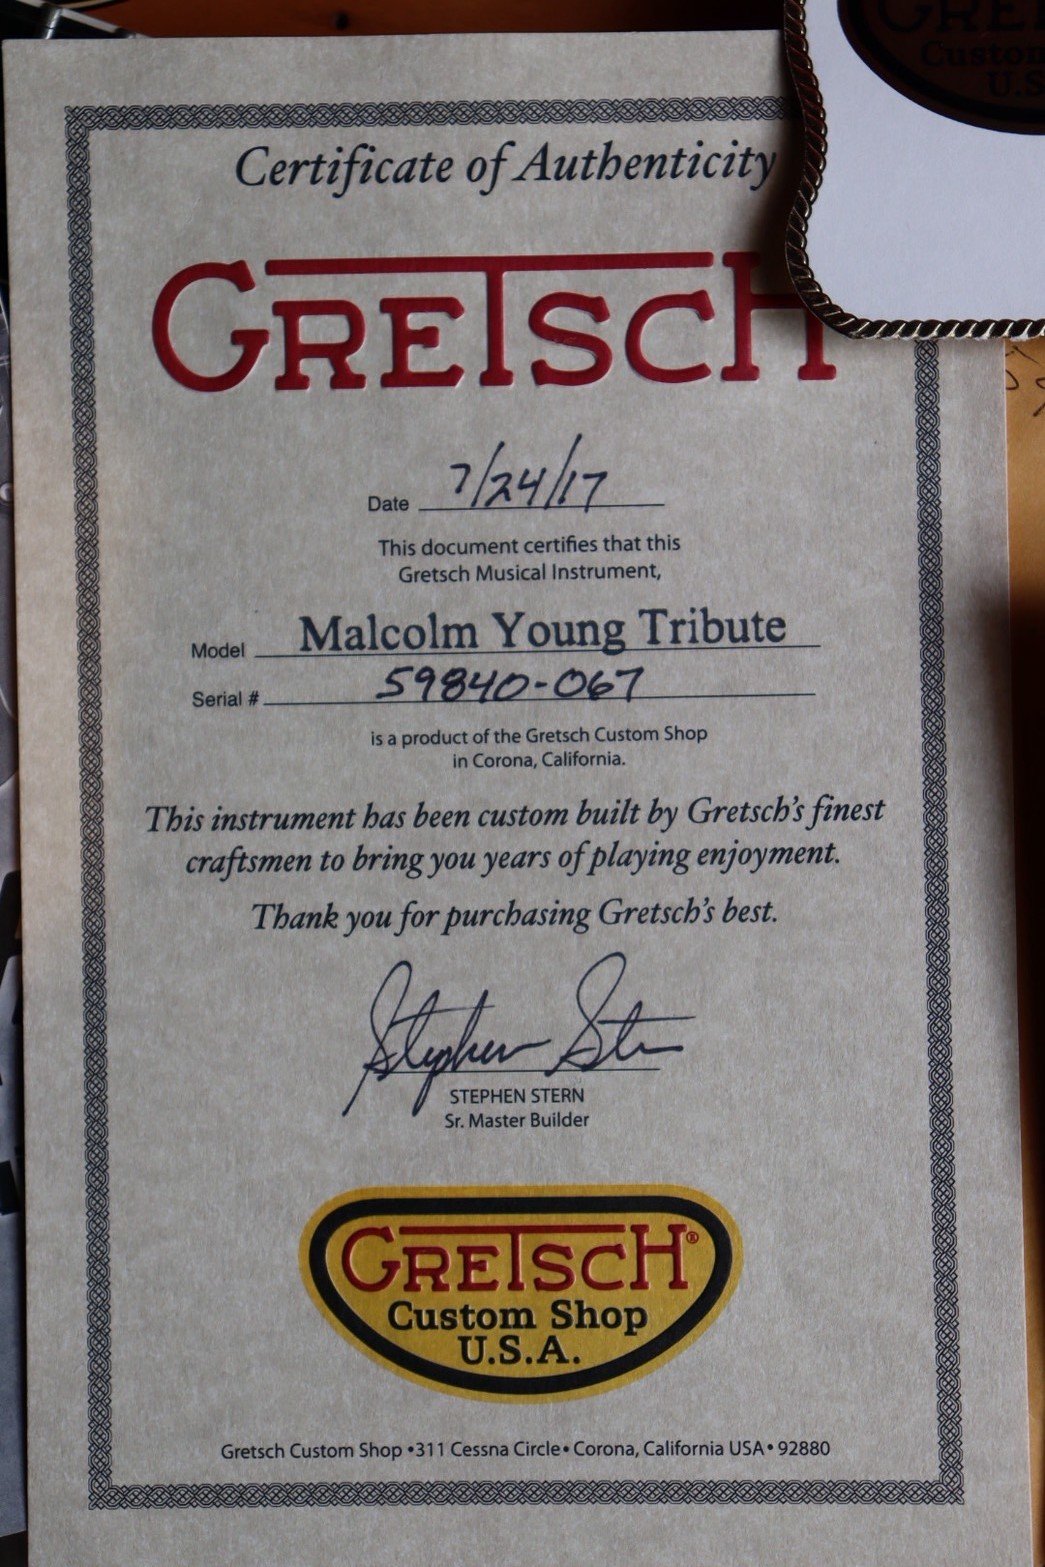 Certificate of Authenticity
GRETSCH
Date 7/24/17
This document certifies that this
Gretsch Musical Instrument,
Model Malcolm Young Tribute
Serial # 59840-067
is a product of the Gretsch Custom Shop
in Corona, California.
This instrument has been custom built by Gretsch's finest
craftsmen to bring you years of playing enjoyment.
Thank you for purchasing Gretsch's best.
Stephen Stern
STEPHEN STERN
Sr. Master Builder
GRETSCH®
Custom Shop
U.S.A.
Gretsch Custom Shop •311 Cessna Circle• Corona, California USA• 92880